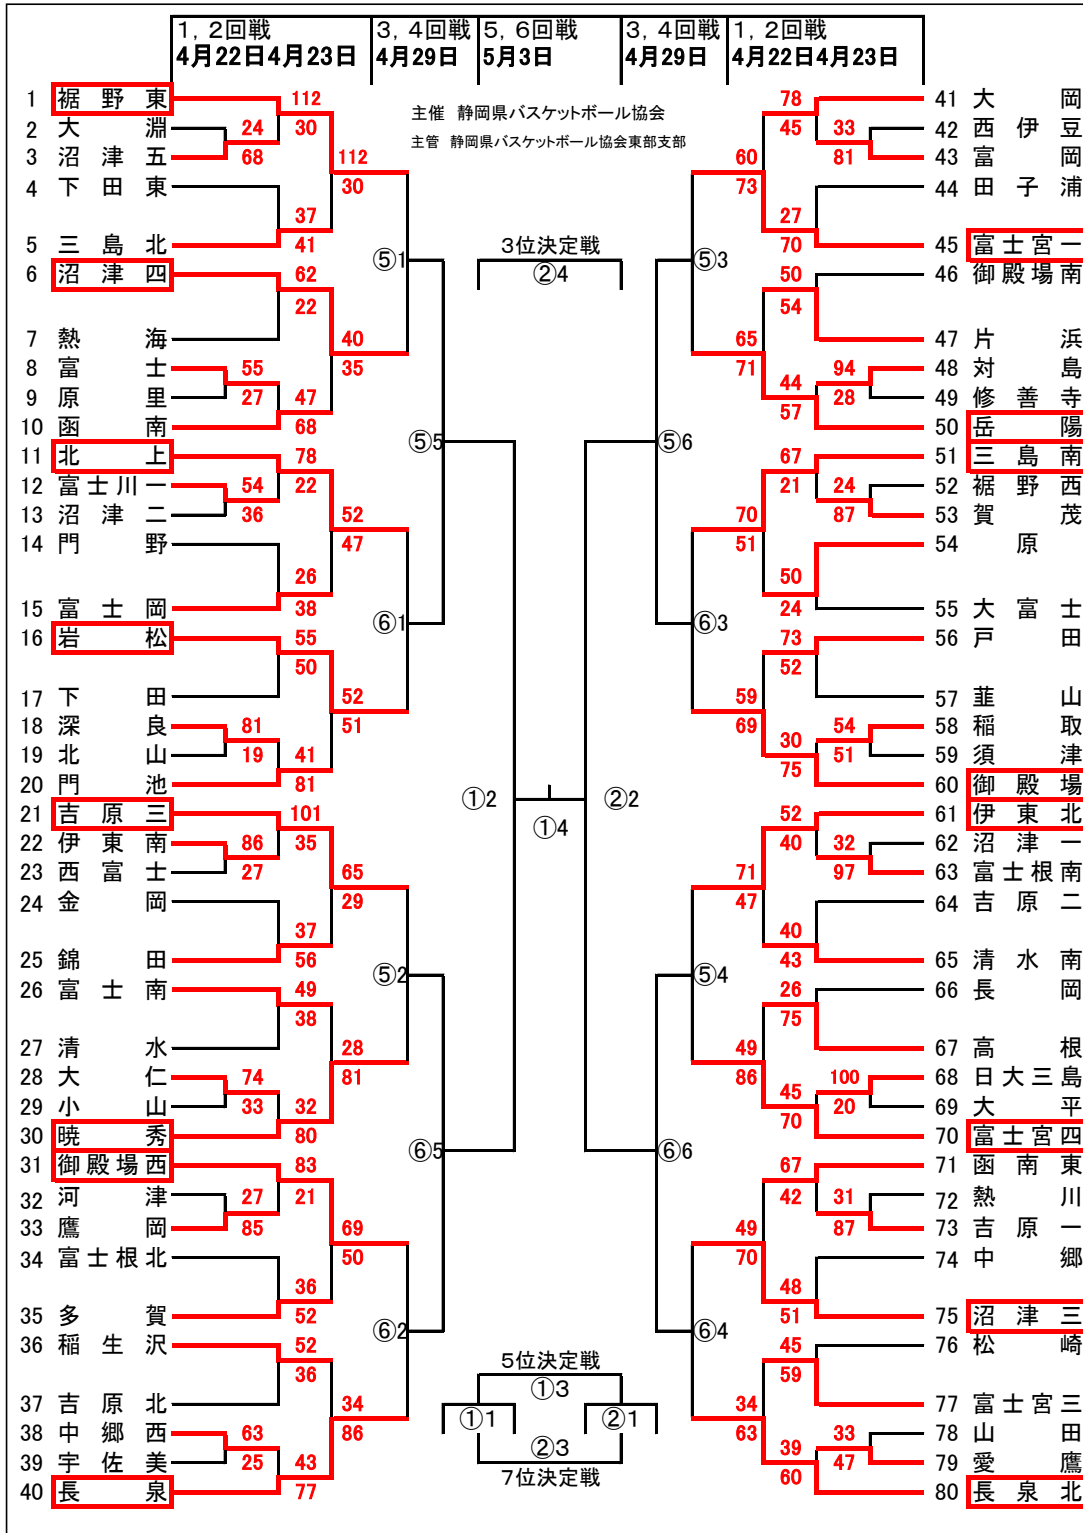 1，2回戦 3，4回戦 5，6回戦 3，4回戦 1，2回戦
4月22日4月23日 4月29日 5月3日 4月29日 4月22日4月23日
主催 静岡県バスケットボール協会
主管 静岡県バスケットボール協会東部支部
1 裾野東
2 大淵
3 沼津五
4 下田東
5 三島北
6 沼津四
7 熱海
8 富士
9 原里
10 函南
11 北上
12 富士川一
13 沼津二
14 門野
15 富士岡
16 岩松
17 下田
18 深良
19 北山
20 門池
21 吉原三
22 伊東南
23 西富士
24 金岡
25 錦田
26 富士南
27 清水
28 大仁
29 小山
30 暁秀
31 御殿場西
32 河津
33 鷹岡
34 富士根北
35 多賀
36 稲生沢
37 吉原北
38 中郷西
39 宇佐美
40 長泉
24
68
55
27
54
36
81
19
86
27
74
33
27
85
63
25
112
30
37
41
62
22
47
68
78
22
26
38
55
50
41
81
101
35
37
56
49
38
32
80
83
21
36
52
52
36
43
77
112
30
40
35
52
47
52
51
65
29
28
81
69
50
34
86
⑤1
⑥1
⑤2
⑥2
⑤5
⑥5
①2
3位決定戦
②4
①4
5位決定戦
①3
①1 ②1
②3
7位決定戦
②2
⑤6
⑥6
⑤3
⑥3
⑤4
⑥4
60
73
65
71
70
51
59
69
71
47
49
86
49
70
34
63
78
45
27
70
50
54
44
57
67
21
50
24
73
52
30
75
52
40
40
43
26
75
45
70
67
42
48
51
45
59
39
60
33
81
94
28
24
87
54
51
32
97
100
20
31
87
33
47
41 大岡
42 西伊豆
43 富岡
44 田子浦
45 富士宮一
46 御殿場南
47 片浜
48 対島
49 修善寺
50 岳陽
51 三島南
52 裾野西
53 賀茂
54 原
55 大富士
56 戸田
57 韮山
58 稲取
59 須津
60 御殿場
61 伊東北
62 沼津一
63 富士根南
64 吉原二
65 清水南
66 長岡
67 高根
68 日大三島
69 大平
70 富士宮四
71 函南東
72 熱川
73 吉原一
74 中郷
75 沼津三
76 松崎
77 富士宮三
78 山田
79 愛鷹
80 長泉北